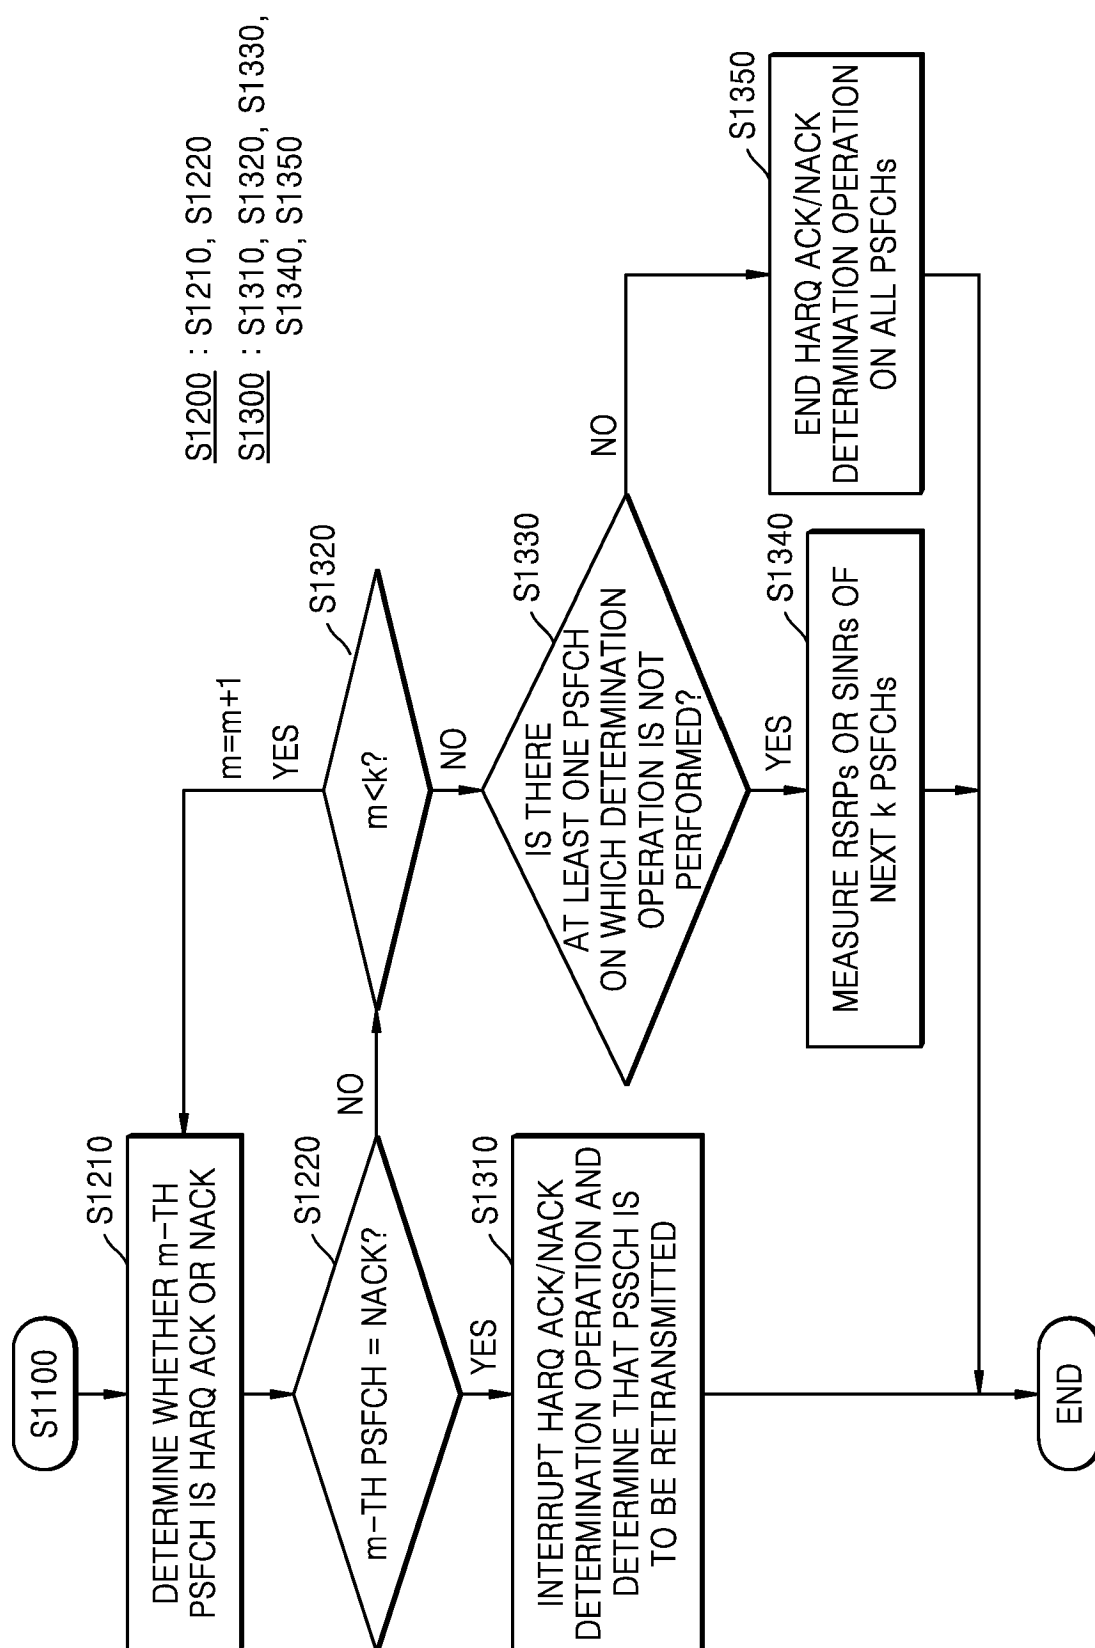 S1200 : S1210, S1220
S1300 : S1310, S1320, S1330,
S1340, S1350
S1100
S1210
DETERMINE WHETHER m-TH
PSFCH IS HARQ ACK OR NACK
S1220
m-TH PSFCH = NACK?
NO
YES
S1310
INTERRUPT HARQ ACK/NACK
DETERMINATION OPERATION AND
DETERMINE THAT PSSCH IS
TO BE RETRANSMITTED
m=m+1
YES
S1320
m<k?
NO
S1330
IS THERE
AT LEAST ONE PSFCH
ON WHICH DETERMINATION
OPERATION IS NOT
PERFORMED?
NO
YES
S1340
MEASURE RSRPs OR SINRs OF
NEXT k PSFCHs
S1350
END HARQ ACK/NACK
DETERMINATION OPERATION
ON ALL PSFCHs
END